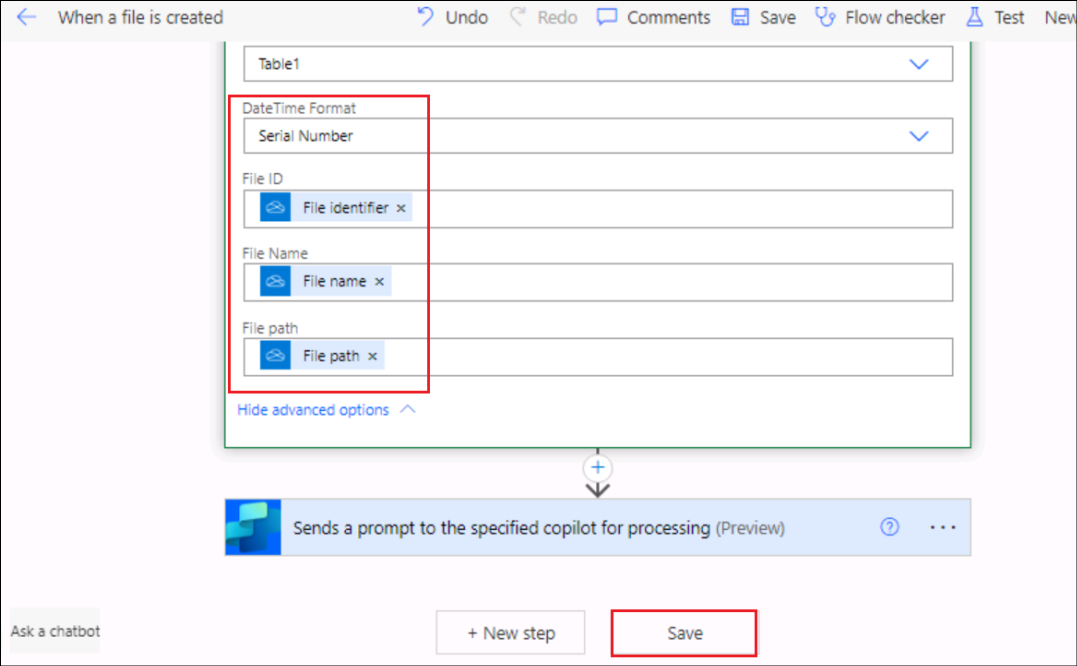 When a file is created Undo Redo Comments Save Flow checker Test New
Table1
DateTime Format
Serial Number
File ID
File identifier ×
File Name
File name ×
File path
File path ×
Hide advanced options
+
Sends a prompt to the specified copilot for processing (Preview) ? ...
Ask a chatbot + New step Save